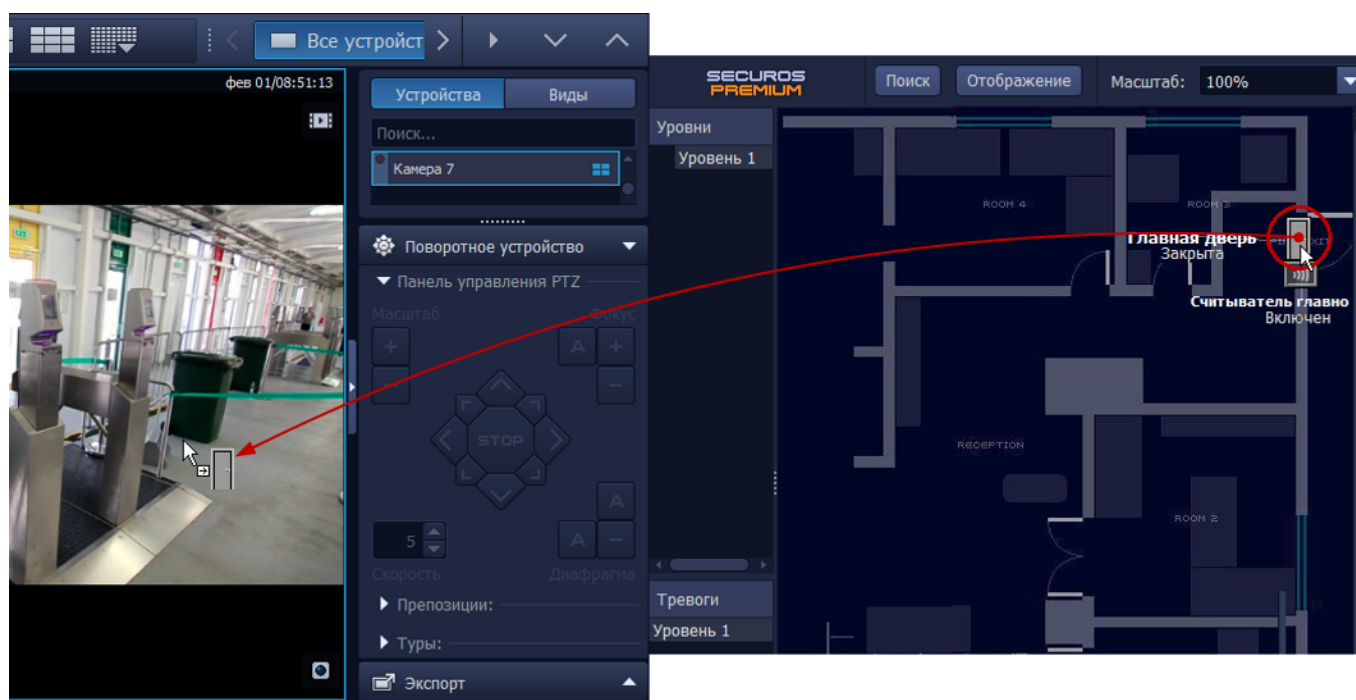 Все устройст
фев 01/08:51:13
Устройства
Виды
Поиск...
Камера 7
Поворотное устройство
Панель управления PTZ
Масштаб
Фокус
A
STOP
A
5
A
Скорость
Диафрагма
Препозиции:
Туры:
Экспорт
SECUROS
PREMIUM
Поиск
Отображение
Масштаб:
100%
Уровни
Уровень 1
ROOM 4
ROOM 3
Главная дверь
Закрыта
Считыватель главно
Включен
RECEPTION
ROOM 2
Тревоги
Уровень 1